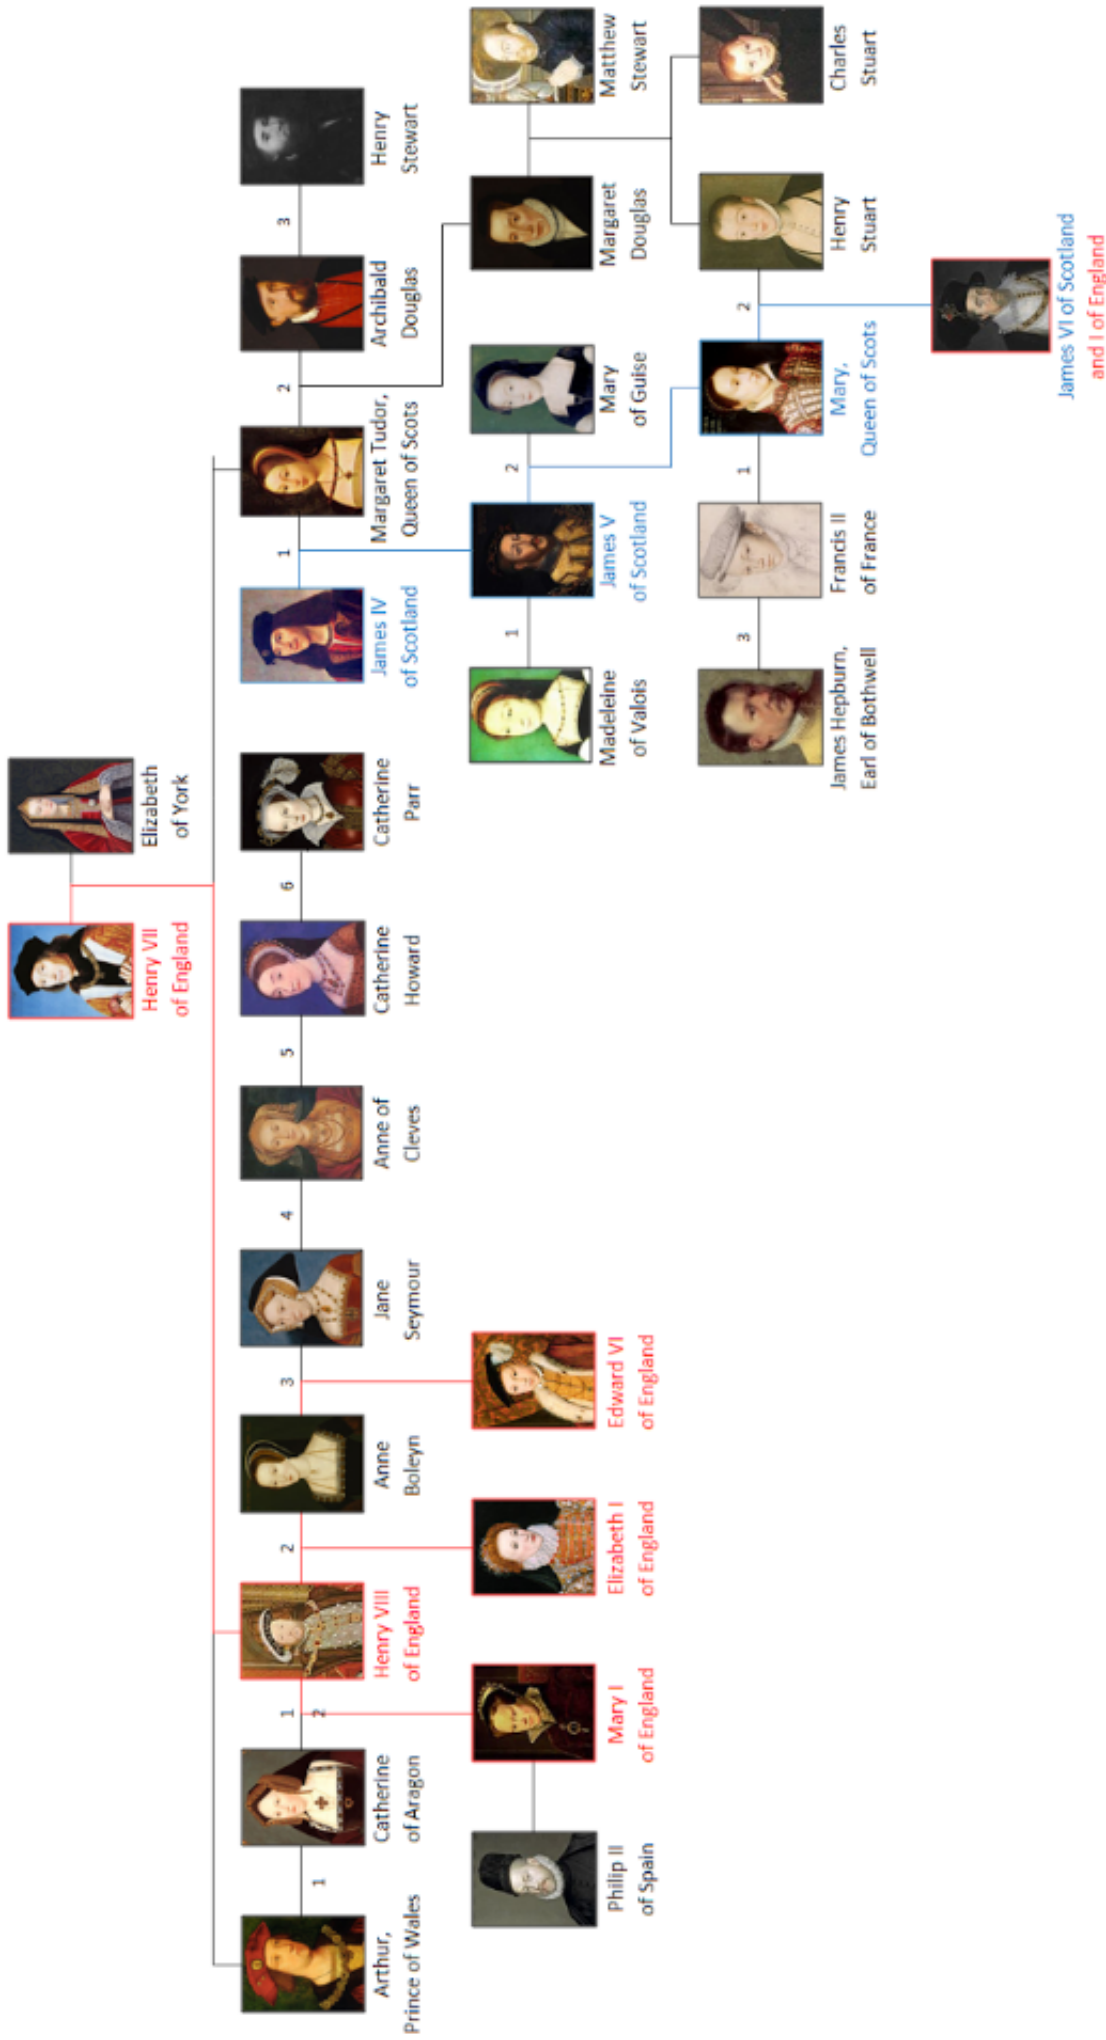 Henry VII
of England
Elizabeth
of York
Arthur,
Prince of Wales
1
Catherine
of Aragon
1
2
Henry VIII
of England
2
Anne
Boleyn
3
Jane
Seymour
4
Anne of
Cleves
5
Catherine
Howard
6
Catherine
Parr
James IV
of Scotland
1
Margaret Tudor,
Queen of Scots
2
Archibald
Douglas
3
Henry
Stewart
Philip II
of Spain
Mary I
of England
Elizabeth I
of England
Edward VI
of England
Madeleine
of Valois
1
James V
of Scotland
2
Mary
of Guise
Margaret
Douglas
Matthew
Stewart
James Hepburn,
Earl of Bothwell
3
Francis II
of France
1
Mary,
Queen of Scots
2
Henry
Stuart
Charles
Stuart
James VI of Scotland
and I of England